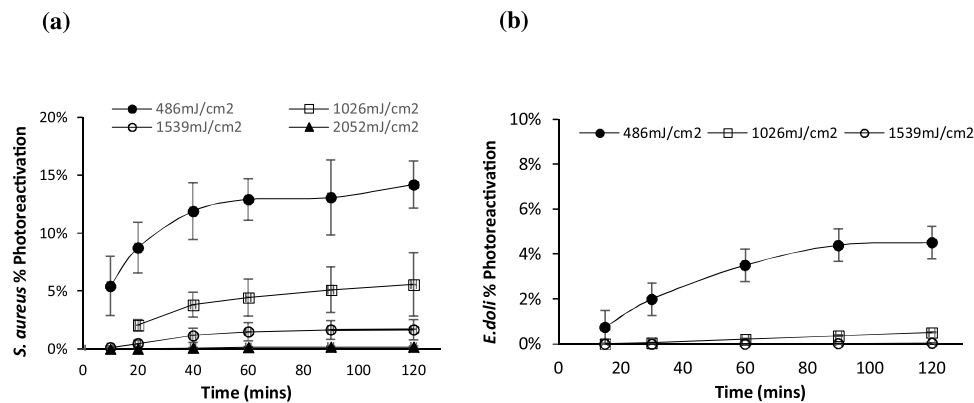 (a)
486mJ/cm2 1026mJ/cm2
1539mJ/cm2 2052mJ/cm2
S. aureus % Photoreactivation
20%
15%
10%
5%
0%
0 20 40 60 80 100 120
Time (mins)
(b)
486mJ/cm2 1026mJ/cm2 1539mJ/cm2
E.doli % Photoreactivation
10%
8%
6%
4%
2%
0%
0 20 40 60 80 100 120
Time (mins)